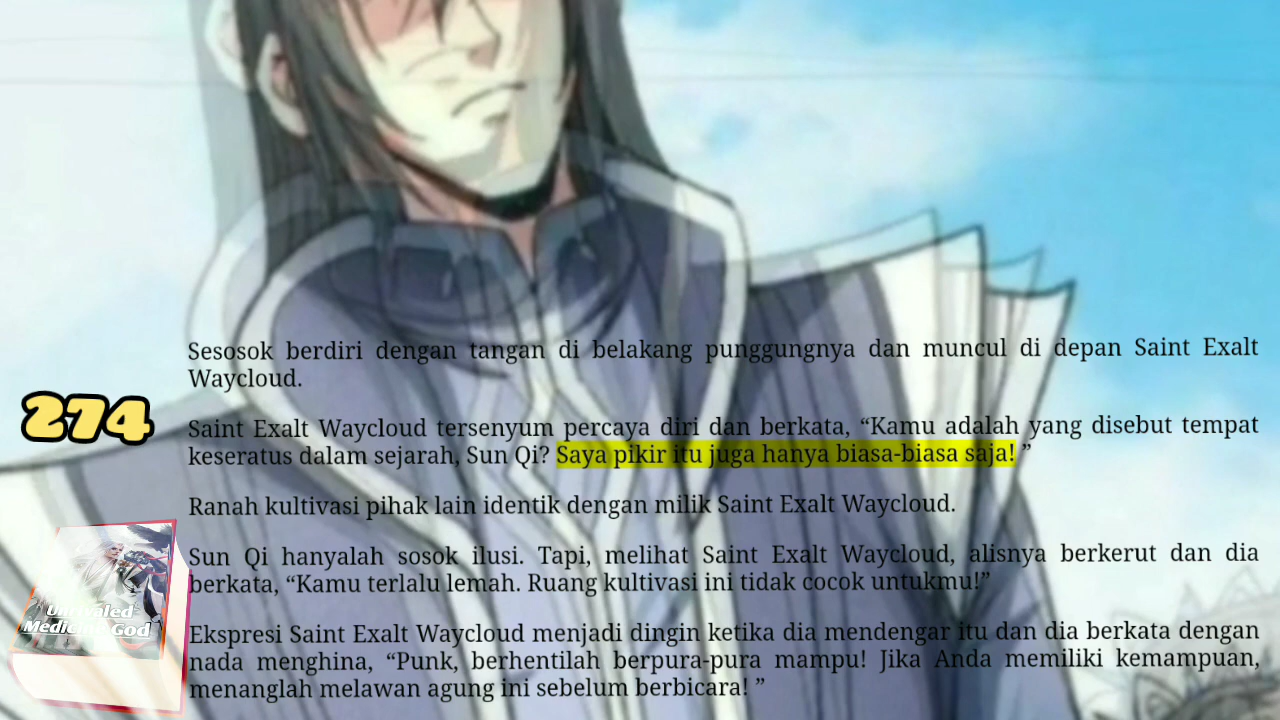 Sesosok berdiri dengan tangan di belakang punggungnya dan muncul di depan Saint Exalt
Waycloud.
274
Saint Exalt Waycloud tersenyum percaya diri dan berkata, “Kamu adalah yang disebut tempat
keseratus dalam sejarah, Sun Qi? Saya pikir itu juga hanya biasa-biasa saja! ”
Ranah kultivasi pihak lain identik dengan milik Saint Exalt Waycloud.
Sun Qi hanyalah sosok ilusi. Tapi, melihat Saint Exalt Waycloud, alisnya berkerut dan dia
berkata, “Kamu terlalu lemah. Ruang kultivasi ini tidak cocok untukmu!”
Unrivaled
Medicine God
Ekspresi Saint Exalt Waycloud menjadi dingin ketika dia mendengar itu dan dia berkata dengan
nada menghina, “Punk, berhentilah berpura-pura mampu! Jika Anda memiliki kemampuan,
menanglah melawan agung ini sebelum berbicara! ”